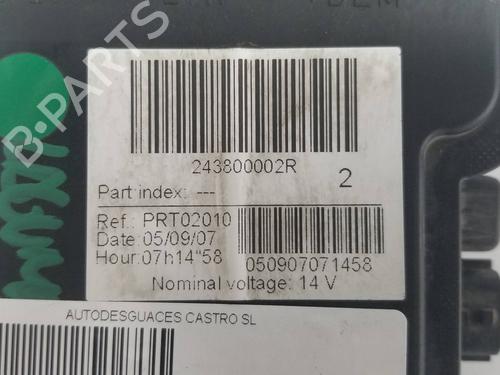 243800002R
2
Part index: ---
Ref.: PRT02010
Date: 05/09/07
Hour: 07h14"58
050907071458
Nominal voltage: 14 V
AUTODESGUACES CASTRO SL
B-PARTS